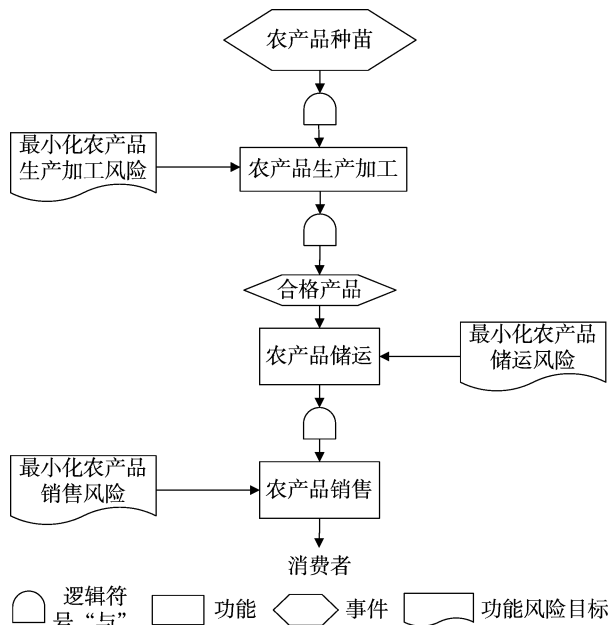 农产品种苗
最小化农产品
生产加工风险
农产品生产加工
合格产品
农产品储运
最小化农产品
储运风险
最小化农产品
销售风险
农产品销售
消费者
逻辑符
号“与”
功能
事件
功能风险目标